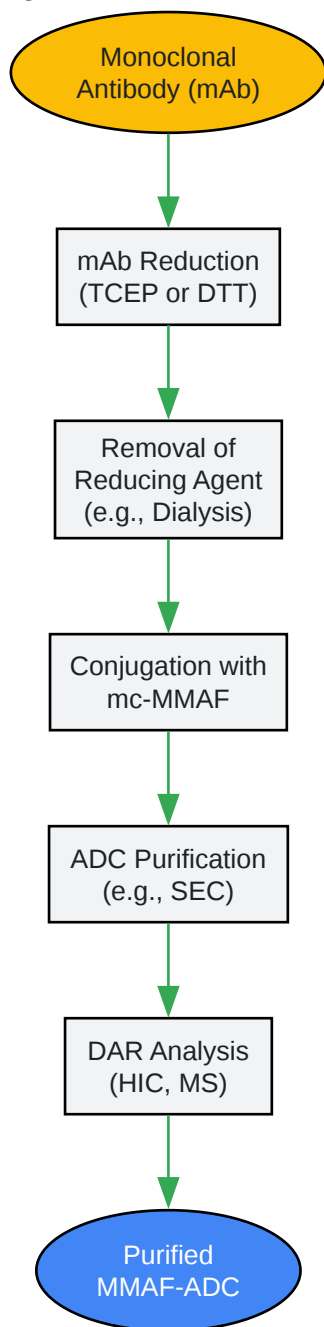 Monoclonal
Antibody (mAb)
mAb Reduction
(TCEP or DTT)
Removal of
Reducing Agent
(e.g., Dialysis)
Conjugation with
mc-MMAF
ADC Purification
(e.g., SEC)
DAR Analysis
(HIC, MS)
Purified
MMAF-ADC